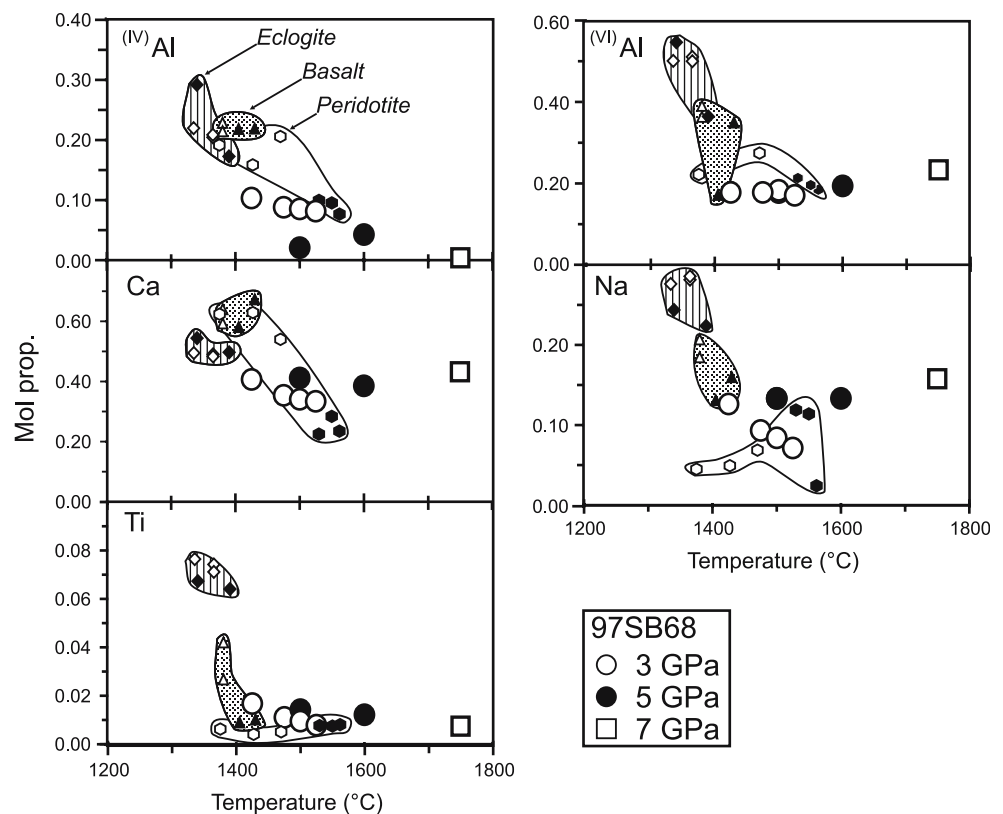 0.40
(IV) Al
Eclogite
Basalt
Peridotite
0.30
0.20
0.10
0.00
Ca
0.60
0.40
0.20
0.00
Mol prop.
Ti
0.08
0.06
0.04
0.02
0.00
1200 1400 1600 1800
Temperature (°C)
0.60
(VI) Al
0.40
0.20
0.00
Na
0.20
0.10
0.00
1200 1400 1600 1800
Temperature (°C)
97SB68
3 GPa
5 GPa
7 GPa